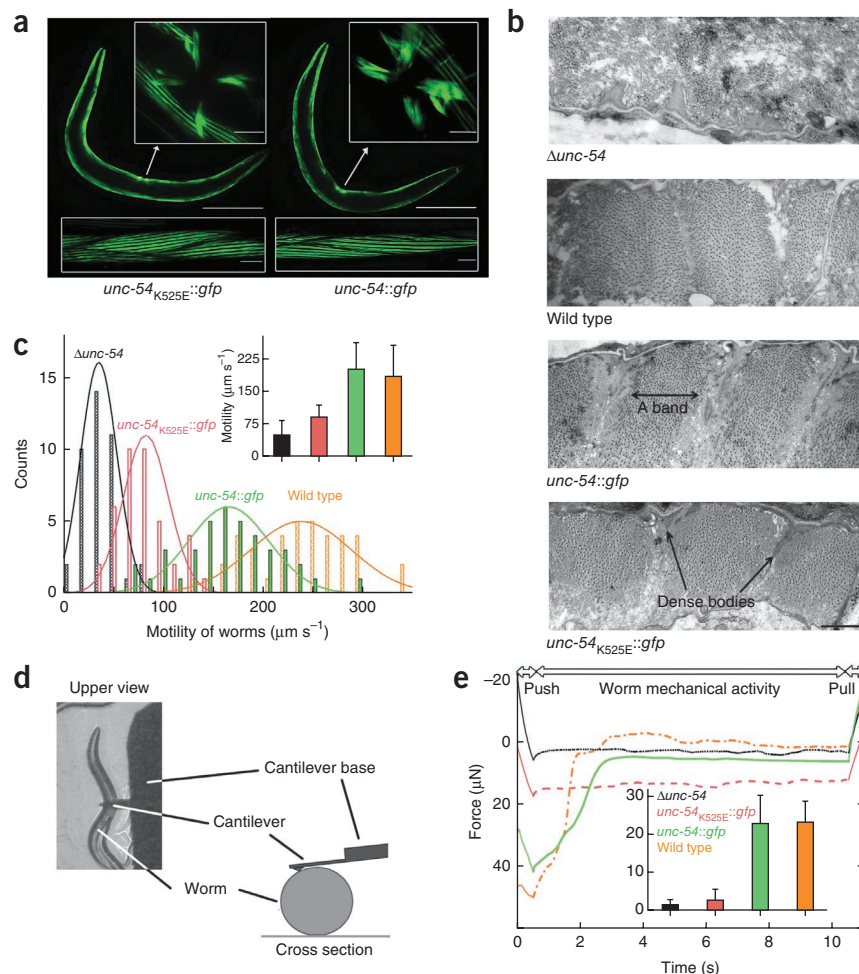 a
unc-54K525E::gfp
unc-54::gfp
b
Δunc-54
Wild type
A band
unc-54::gfp
Dense bodies
unc-54K525E::gfp
c
Δunc-54
unc-54K525E::gfp
unc-54::gfp
Wild type
Counts
15
10
5
0
0
100
200
300
Motility of worms (μm s−1)
Motility (μm s−1)
225
150
75
0
d
Upper view
Cantilever base
Cantilever
Worm
Cross section
e
Push
Worm mechanical activity
Pull
Force (μN)
−20
0
20
40
0
2
4
6
8
10
Time (s)
30
20
10
0
Δunc-54
unc-54K525E::gfp
unc-54::gfp
Wild type